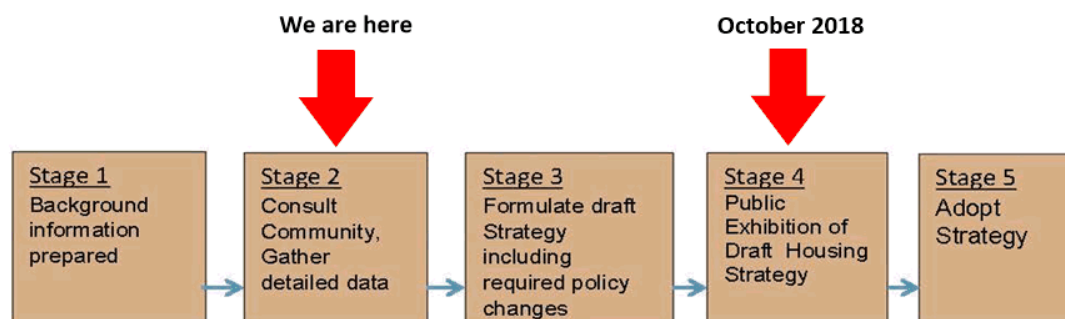 We are here
October 2018
Stage 1
Background
information
prepared
Stage 2
Consult
Community,
Gather
detailed data
Stage 3
Formulate draft
Strategy
including
required policy
changes
Stage 4
Public
Exhibition of
Draft Housing
Strategy
Stage 5
Adopt
Strategy